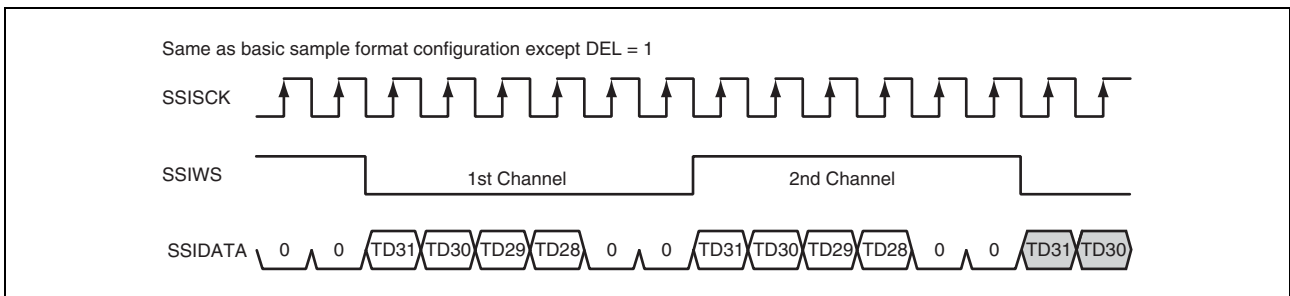 Same as basic sample format configuration except DEL = 1
SSISCK
SSIWS 1st Channel 2nd Channel
SSIDATA 0 0 TD31 TD30 TD29 TD28 0 0 TD31 TD30 TD29 TD28 0 0 TD31 TD30